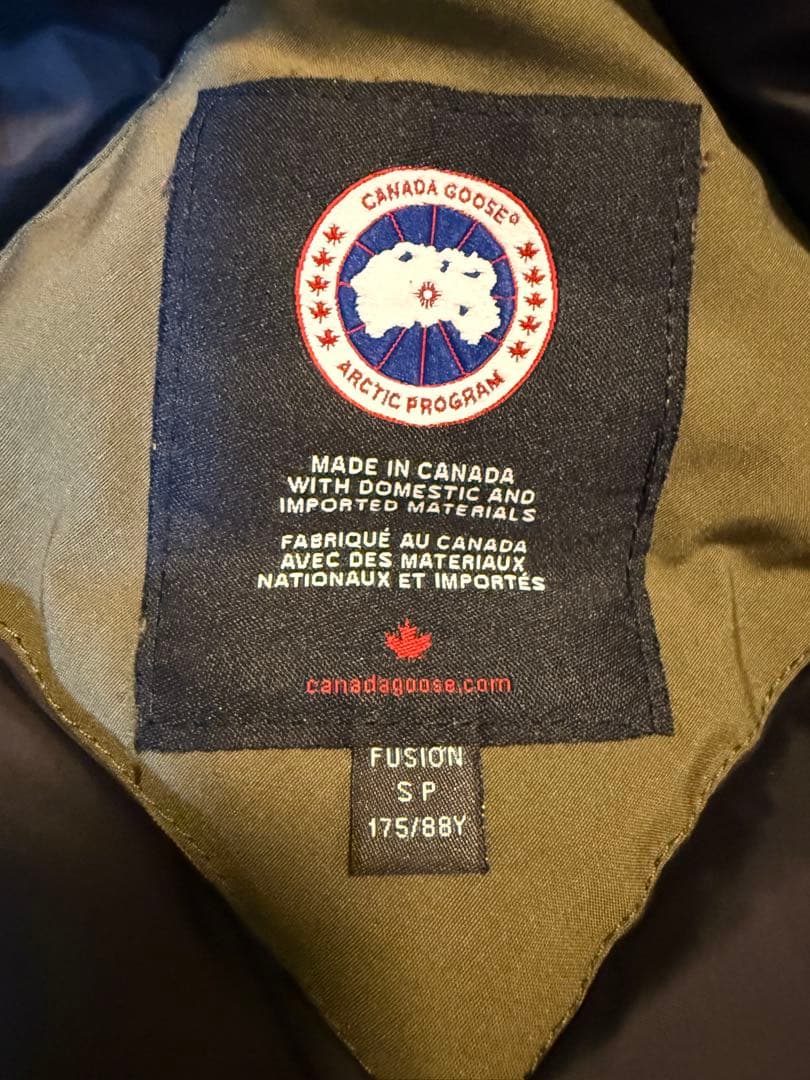 CANADA GOOSE®
ARCTIC PROGRAM
MADE IN CANADA
WITH DOMESTIC AND
IMPORTED MATERIALS
FABRIQUÉ AU CANADA
AVEC DES MATERIAUX
NATIONAUX ET IMPORTÉS
canadagoose.com
FUSION
S P
175/88Y